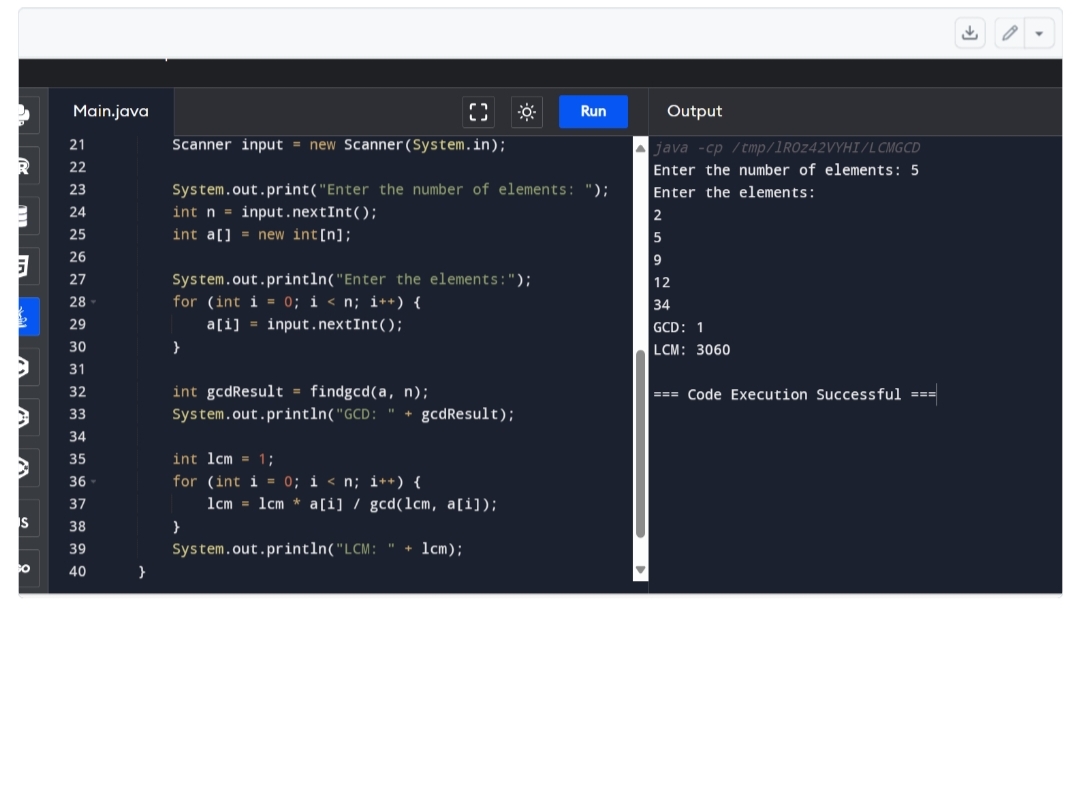 Main.java
Run
Output
21 Scanner input = new Scanner(System.in);
22
23 System.out.print("Enter the number of elements: ");
24 int n = input.nextInt();
25 int a[] = new int[n];
26
27 System.out.println("Enter the elements:");
28 for (int i = 0; i < n; i++) {
29 a[i] = input.nextInt();
30 }
31
32 int gcdResult = findgcd(a, n);
33 System.out.println("GCD: " + gcdResult);
34
35 int lcm = 1;
36 for (int i = 0; i < n; i++) {
37 lcm = lcm * a[i] / gcd(lcm, a[i]);
38 }
39 System.out.println("LCM: " + lcm);
40 }
java -cp /tmp/lROz42VYHI/LCMGCD
Enter the number of elements: 5
Enter the elements:
2
5
9
12
34
GCD: 1
LCM: 3060
=== Code Execution Successful ===